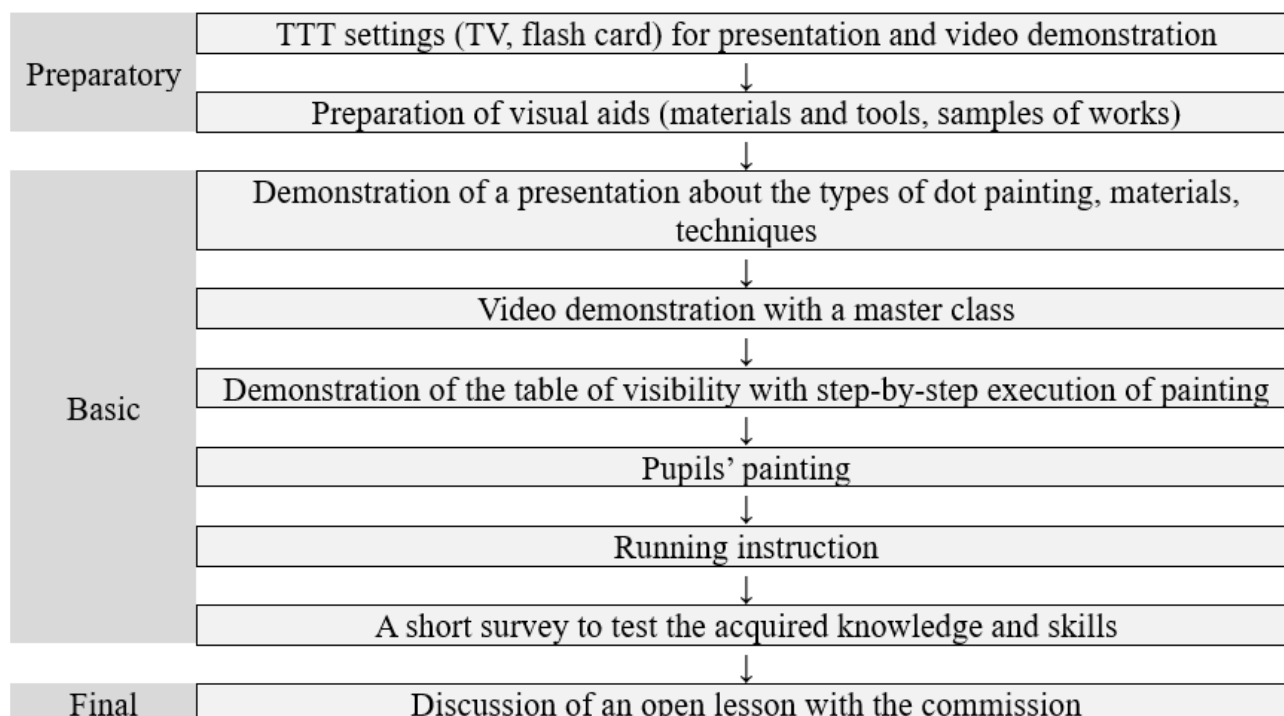 Preparatory
TTT settings (TV, flash card) for presentation and video demonstration
↓
Preparation of visual aids (materials and tools, samples of works)
↓
Basic
Demonstration of a presentation about the types of dot painting, materials,
techniques
↓
Video demonstration with a master class
↓
Demonstration of the table of visibility with step-by-step execution of painting
↓
Pupils’ painting
↓
Running instruction
↓
A short survey to test the acquired knowledge and skills
↓
Final
Discussion of an open lesson with the commission